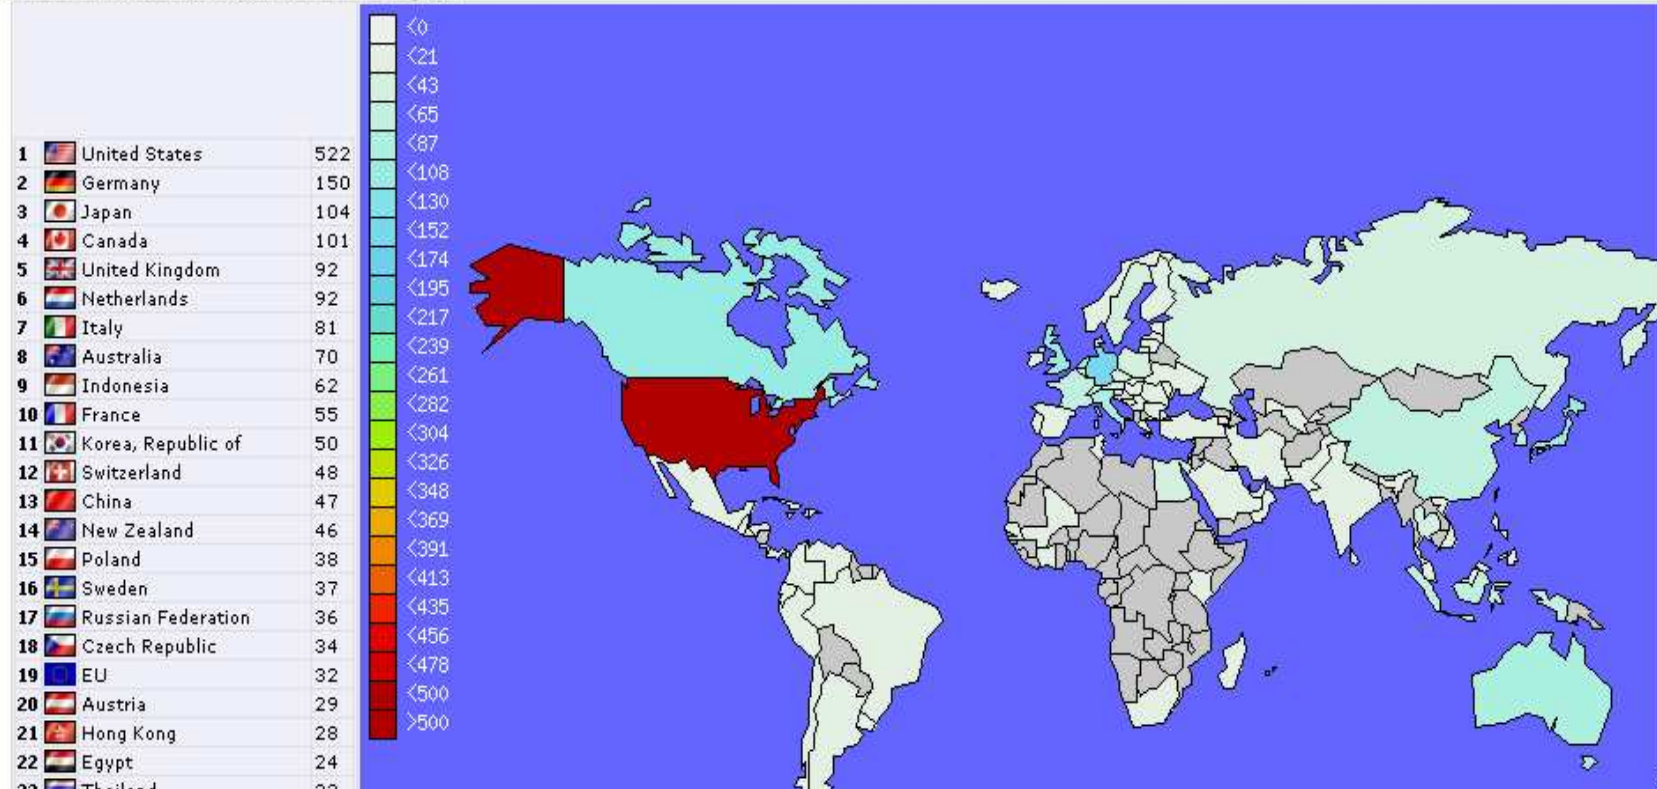 1 United States 522
2 Germany 150
3 Japan 104
4 Canada 101
5 United Kingdom 92
6 Netherlands 92
7 Italy 81
8 Australia 70
9 Indonesia 62
10 France 55
11 Korea, Republic of 50
12 Switzerland 48
13 China 47
14 New Zealand 46
15 Poland 38
16 Sweden 37
17 Russian Federation 36
18 Czech Republic 34
19 EU 32
20 Austria 29
21 Hong Kong 28
22 Egypt 24
<0
<21
<43
<65
<87
<108
<130
<152
<174
<195
<217
<239
<261
<282
<304
<326
<348
<369
<391
<413
<435
<456
<478
<500
>500